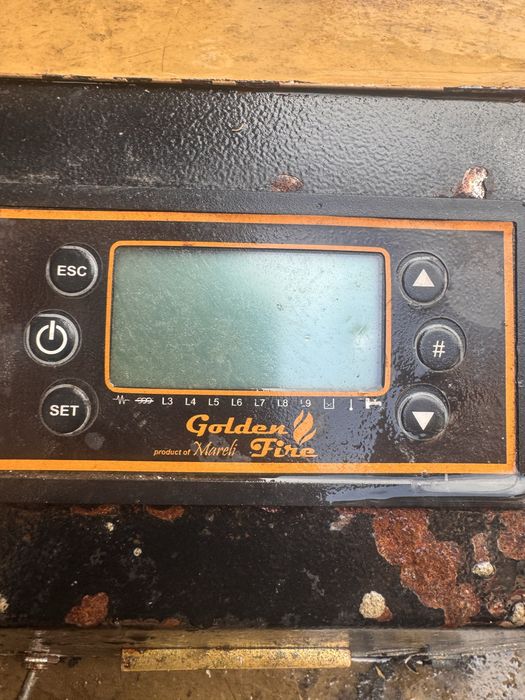 ESC
SET
#
L3 L4 L5 L6 L7 L8 L9
Golden
product of Mareli Fire